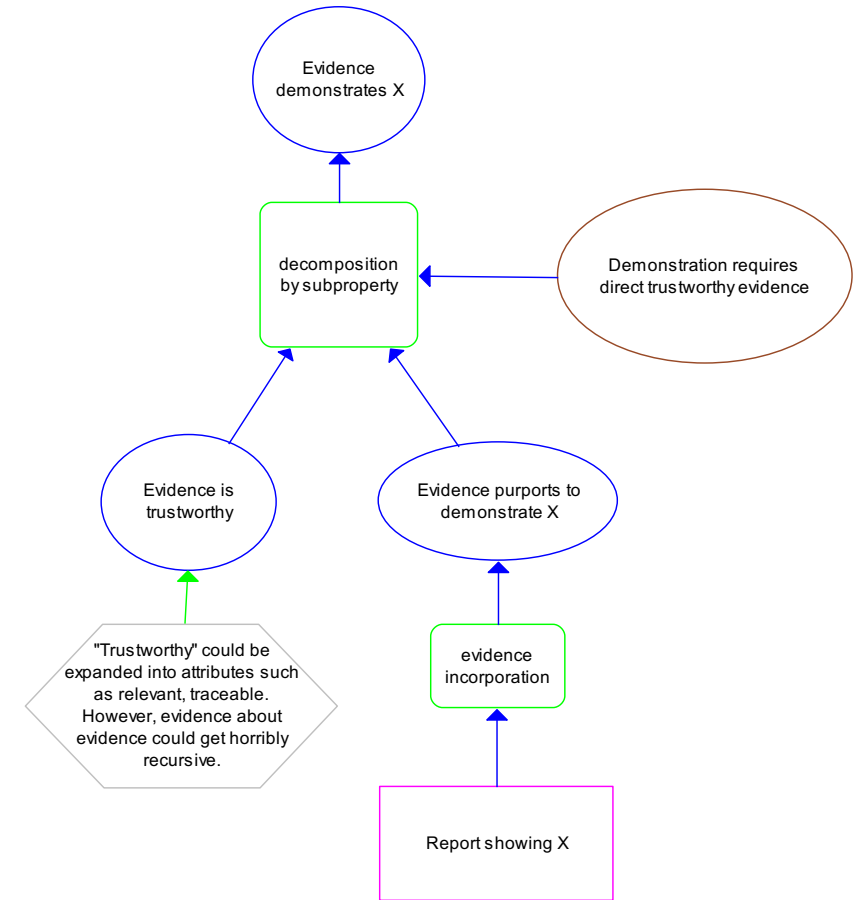 Evidence
demonstrates X
decomposition
by subproperty
Demonstration requires
direct trustworthy evidence
Evidence is
trustworthy
Evidence purports to
demonstrate X
"Trustworthy" could be
expanded into attributes such
as relevant, traceable.
However, evidence about
evidence could get horribly
recursive.
evidence
incorporation
Report showing X